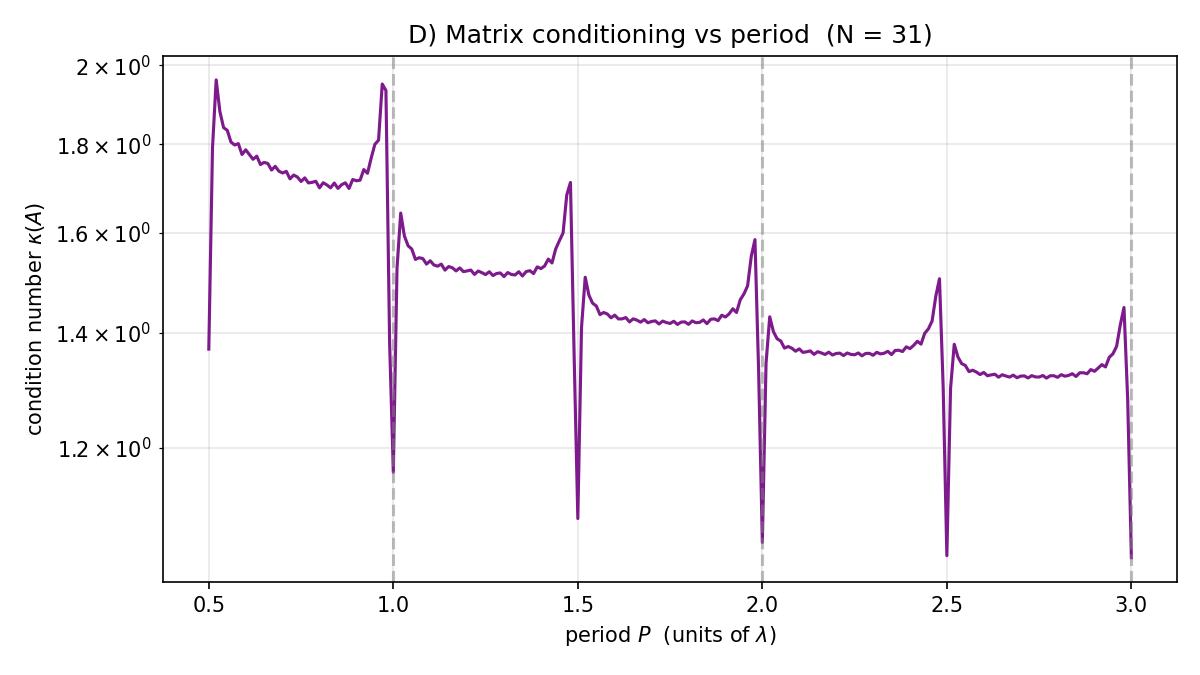 D) Matrix conditioning vs period (N = 31)
2 × 10⁰
1.8 × 10⁰
1.6 × 10⁰
1.4 × 10⁰
1.2 × 10⁰
condition number κ(A)
0.5 1.0 1.5 2.0 2.5 3.0
period P (units of λ)